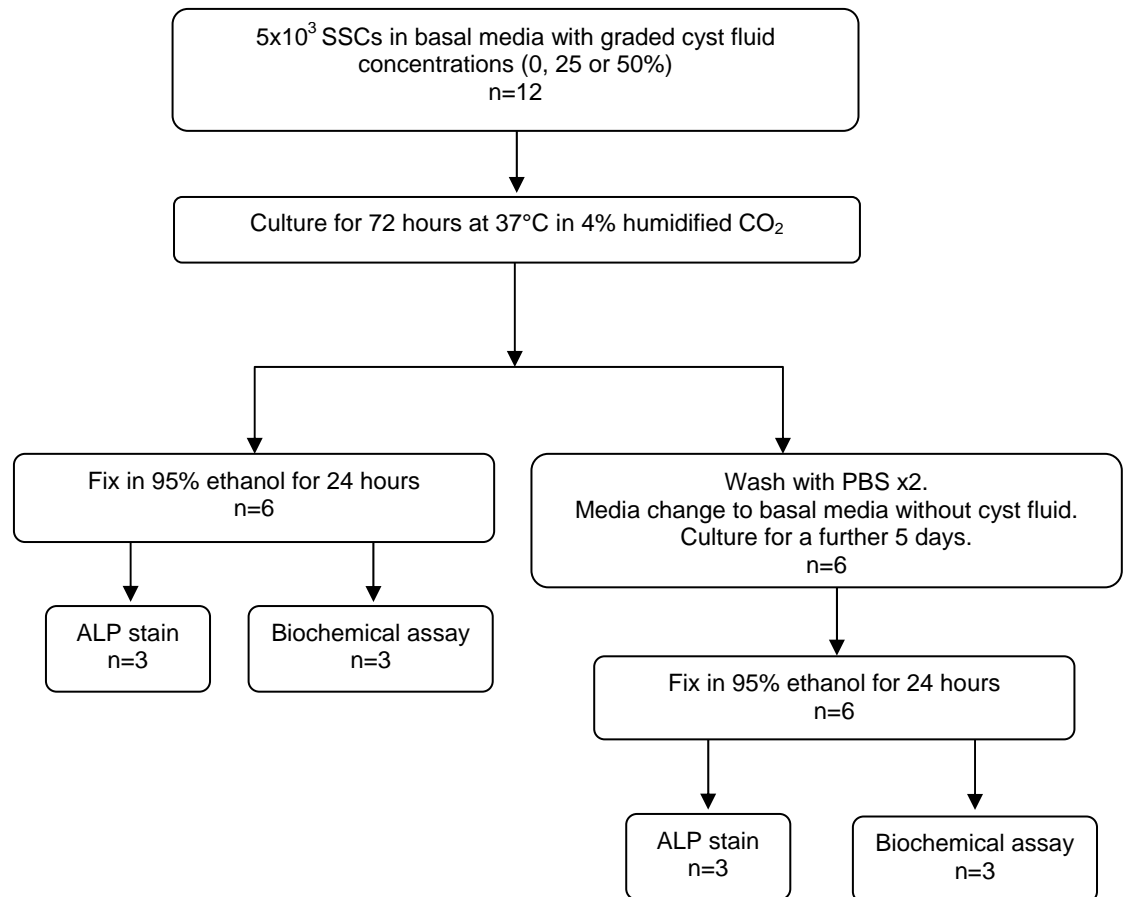 5x10³ SSCs in basal media with graded cyst fluid
concentrations (0, 25 or 50%)
n=12
Culture for 72 hours at 37°C in 4% humidified CO₂
Fix in 95% ethanol for 24 hours
n=6
ALP stain
n=3
Biochemical assay
n=3
Wash with PBS x2.
Media change to basal media without cyst fluid.
Culture for a further 5 days.
n=6
Fix in 95% ethanol for 24 hours
n=6
ALP stain
n=3
Biochemical assay
n=3